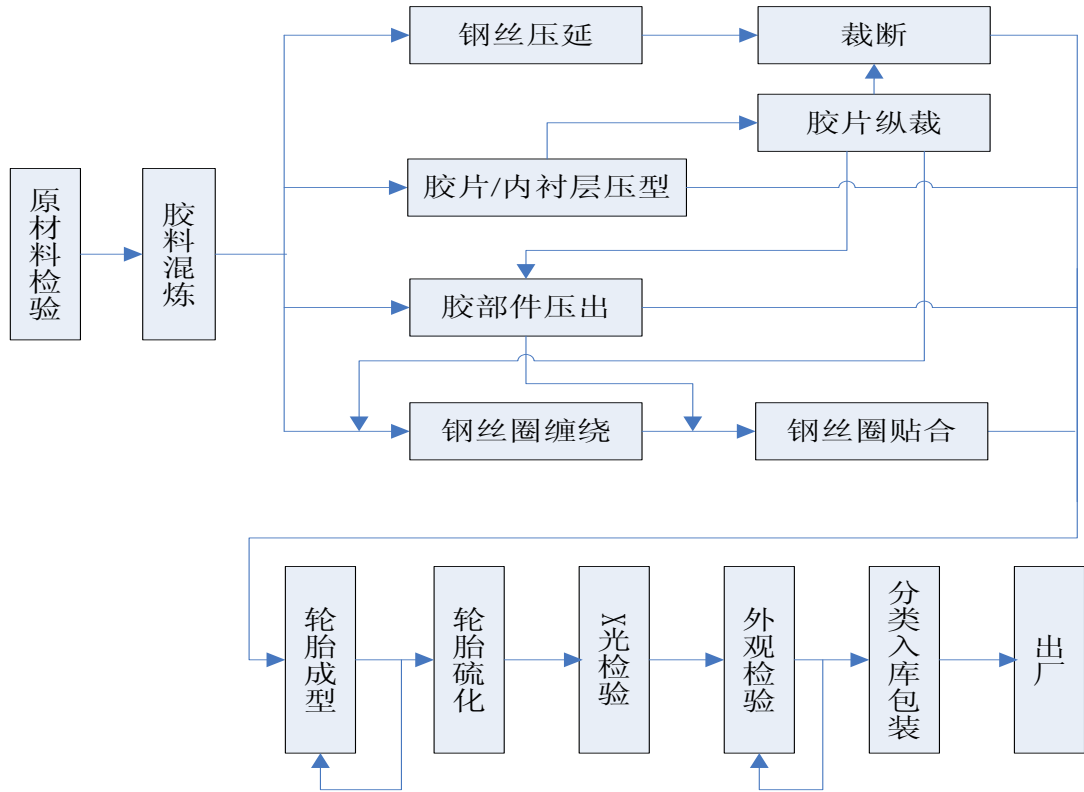 钢丝压延
裁断
胶片纵裁
胶片/内衬层压型
原材料检验
胶料混炼
胶部件压出
钢丝圈缠绕
钢丝圈贴合
轮胎成型
轮胎硫化
X光检验
外观检验
分类入库包装
出厂